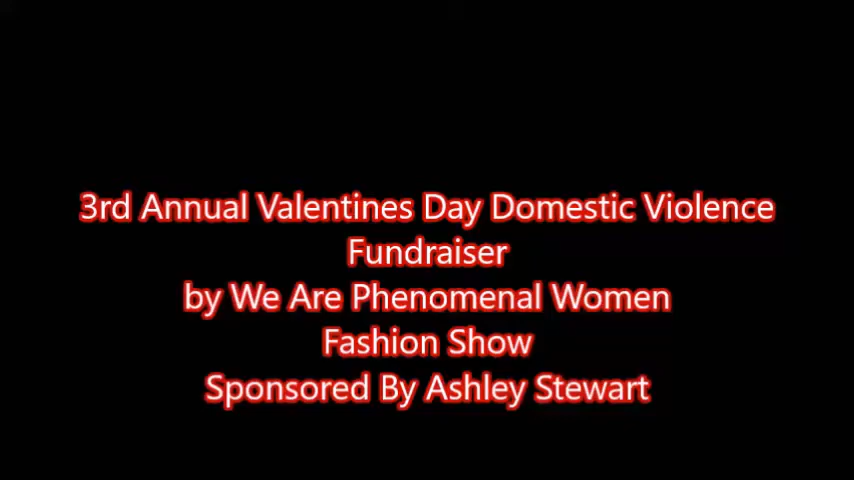 3rd Annual Valentines Day Domestic Violence
Fundraiser
by We Are Phenomenal Women
Fashion Show
Sponsored By Ashley Stewart